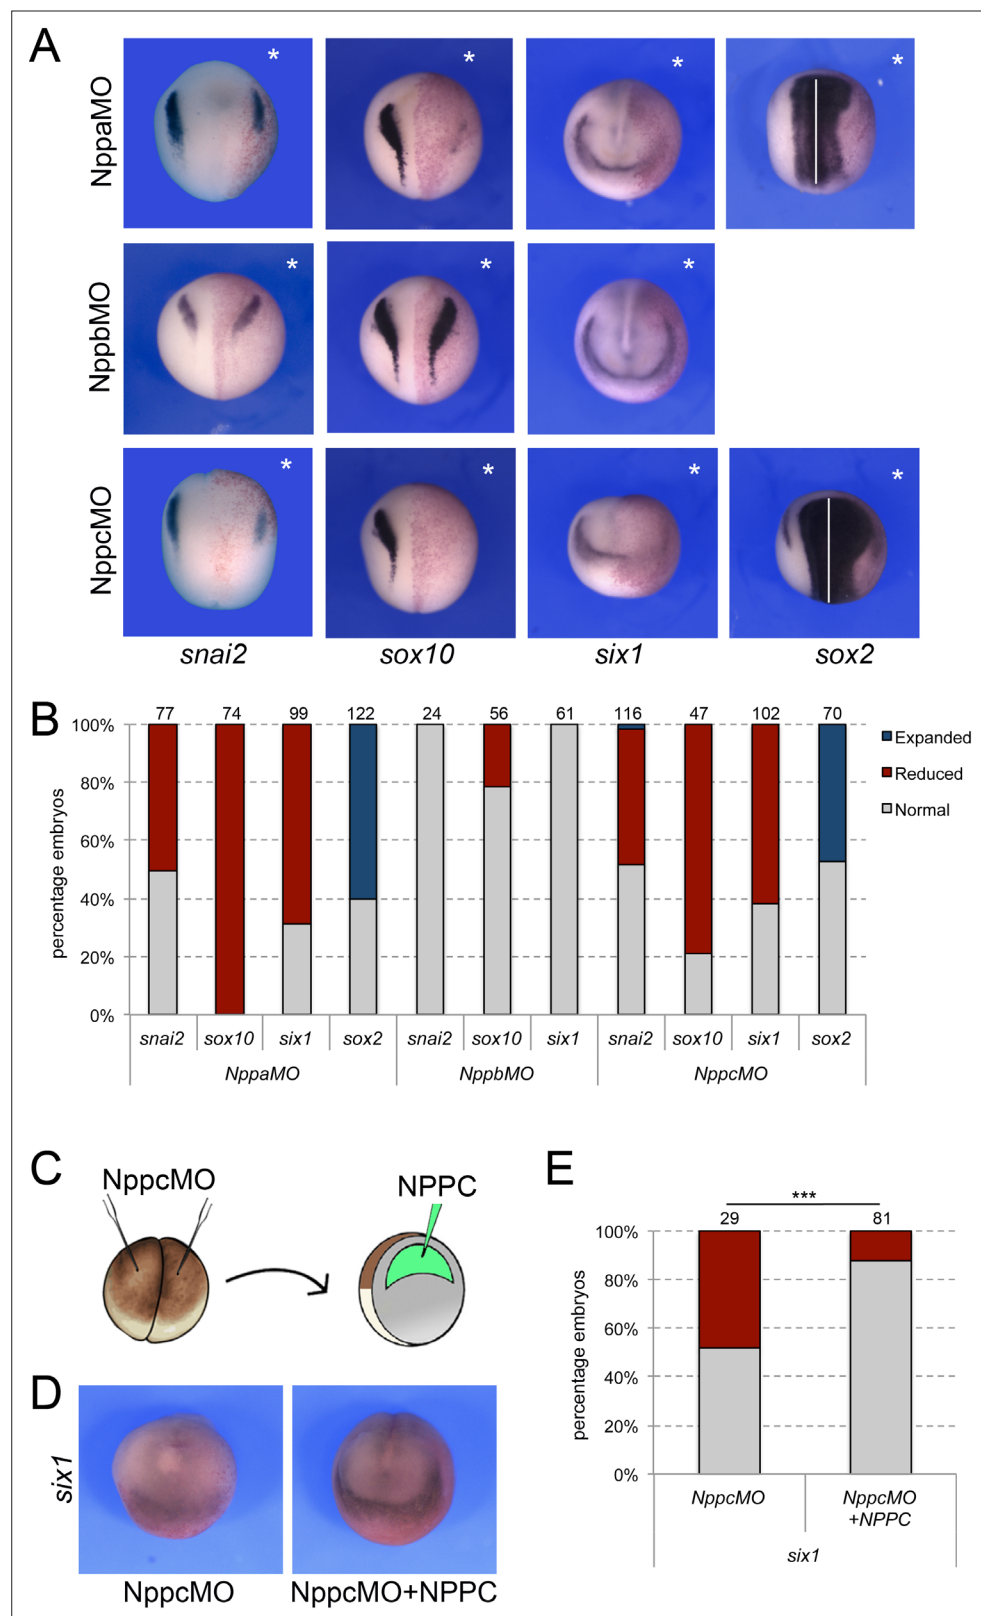 A
NppaMO
*
*
*
*
NppbMO
*
*
*
NppcMO
*
*
*
*
snai2 sox10 six1 sox2
B
77 74 99 122 24 56 61 116 47 102 70
100%
80%
60%
40%
20%
0%
percentage embryos
Expanded
Reduced
Normal
snai2 sox10 six1 sox2 snai2 sox10 six1 snai2 sox10 six1 sox2
NppaMO NppbMO NppcMO
C
NppcMO
NPPC
D
six1
NppcMO NppcMO+NPPC
E
***
29 81
100%
80%
60%
40%
20%
0%
percentage embryos
NppcMO NppcMO
+NPPC
six1